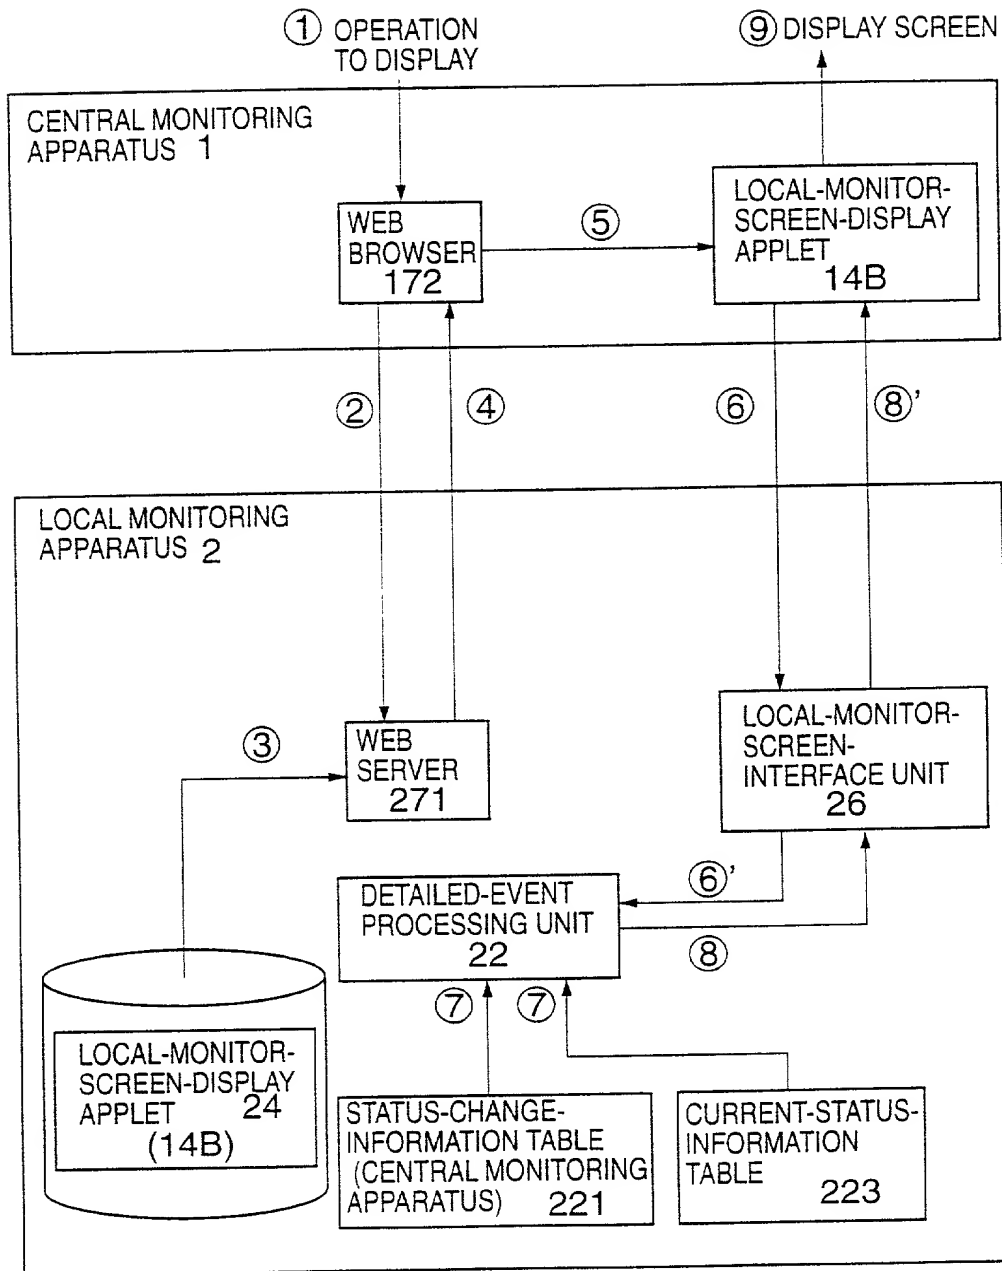 ① OPERATION
TO DISPLAY
⑨ DISPLAY SCREEN
CENTRAL MONITORING
APPARATUS 1
WEB
BROWSER
172
⑤
LOCAL-MONITOR-
SCREEN-DISPLAY
APPLET
14B
②
④
⑥
⑧'
LOCAL MONITORING
APPARATUS 2
③
WEB
SERVER
271
LOCAL-MONITOR-
SCREEN-
INTERFACE UNIT
26
DETAILED-EVENT
PROCESSING UNIT
22
⑥'
⑧
⑦
⑦
LOCAL-MONITOR-
SCREEN-DISPLAY
APPLET 24
(14B)
STATUS-CHANGE-
INFORMATION TABLE
(CENTRAL MONITORING
APPARATUS) 221
CURRENT-STATUS-
INFORMATION
TABLE
223